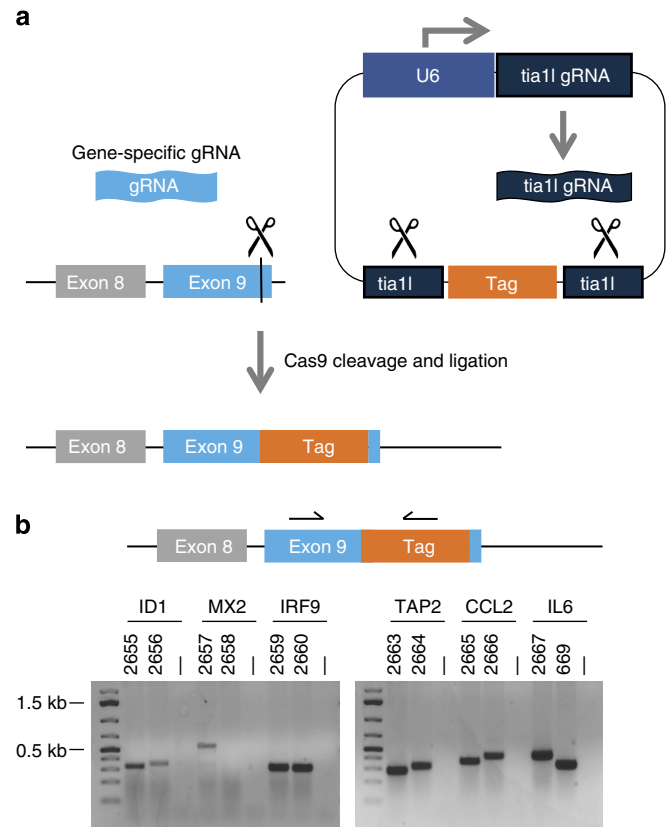 a
U6
tia1l gRNA
Gene-specific gRNA
gRNA
tia1l gRNA
Exon 8
Exon 9
tia1l
Tag
tia1l
Cas9 cleavage and ligation
Exon 8
Exon 9
Tag
b
Exon 8
Exon 9
Tag
ID1
MX2
IRF9
TAP2
CCL2
IL6
2655
2656
—
2657
2658
—
2659
2660
—
2663
2664
—
2665
2666
—
2667
669
—
1.5 kb
0.5 kb